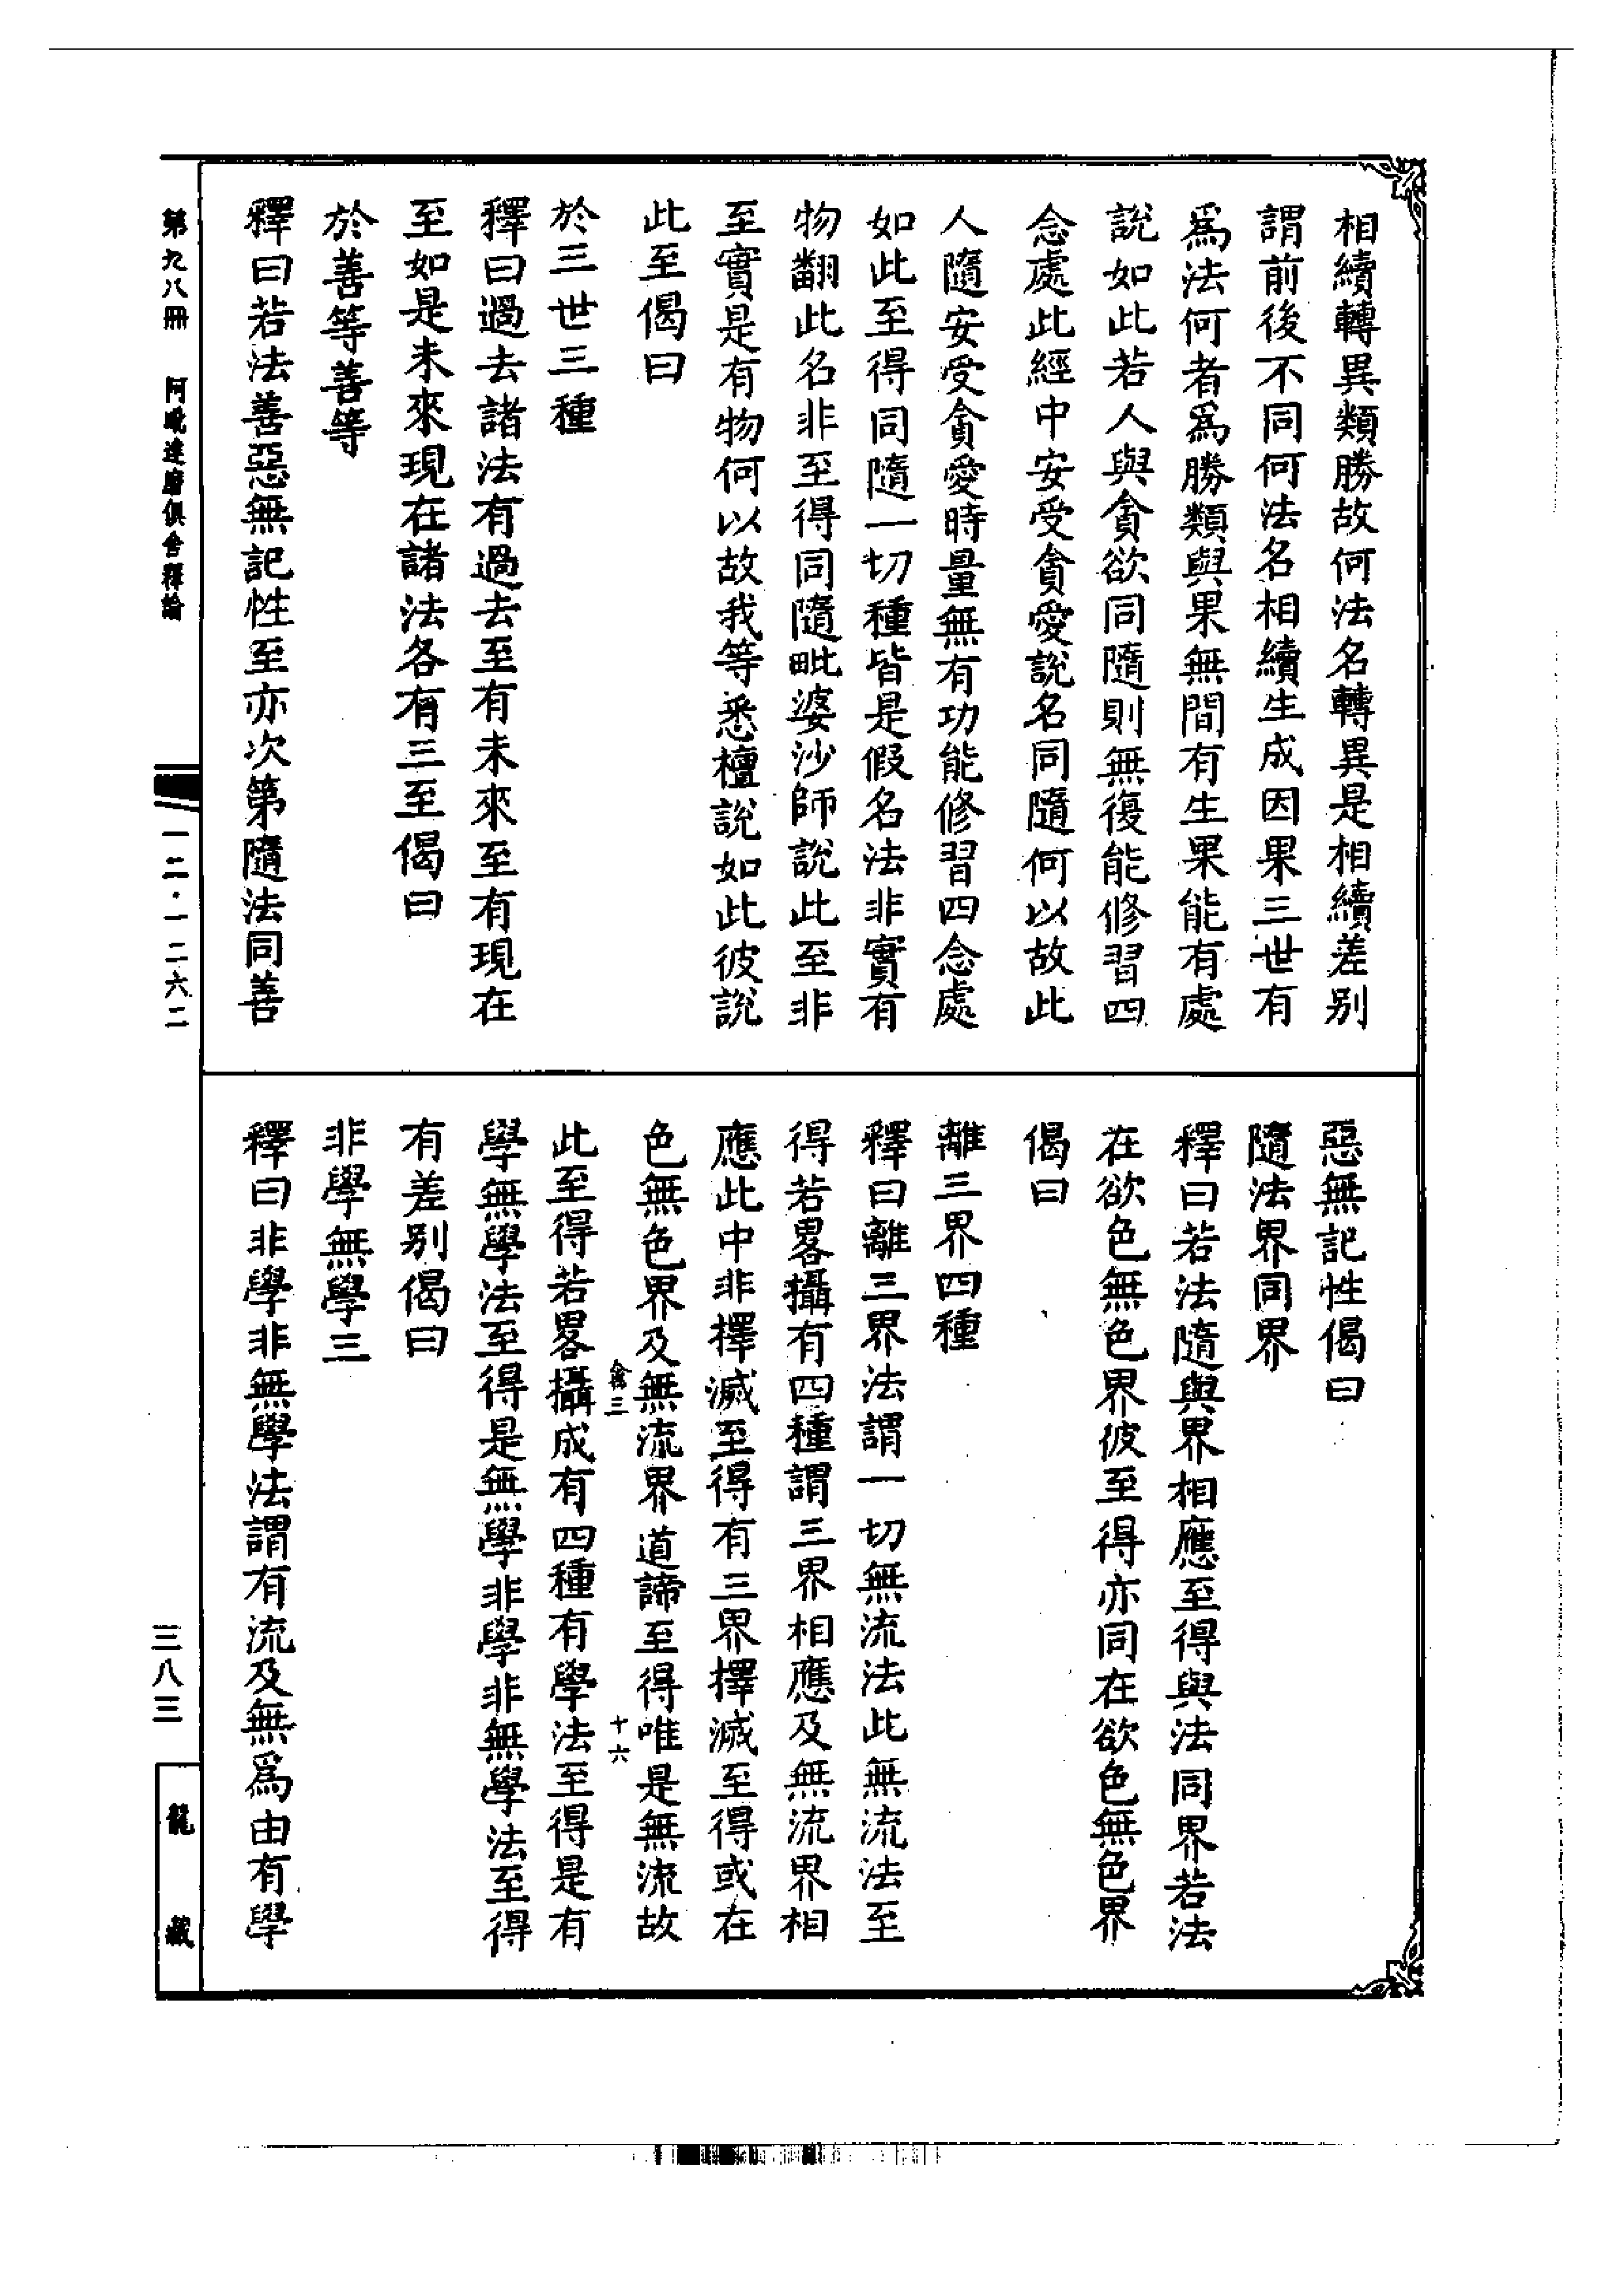 相續轉異類勝故何法名轉異是相續差别
謂前後不同何法名相續生成因果三世有
爲法何者爲勝類與果無間有生果能有處
說如此若人與貪欲同隨則無復能修習四
念處此經中安受貪愛說名同隨何以故此
人隨安受貪愛時量無有功能修習四念處
如此至得同隨一切種皆是假名法非實有
物翻此名非至得同隨毗婆沙師說此至非
至實是有物何以故我等悉檀說如此彼說
此至偈曰
於三世三種
釋曰過去諸法有過去至有未來至有現在
至如是未來現在諸法各有三至偈曰
於善等善等
釋曰若法善惡無記性至亦次第隨法同善
惡無記性偈曰
隨法界同界
釋曰若法隨與界相應至得與法同界若法
在欲色無色界彼至得亦同在欲色無色界
偈曰
離三界四種
釋曰離三界法謂一切無流法此無流法至
得若畧攝有四種謂三界相應及無流界相
應此中非擇滅至得有三界擇滅至得或在
色無色界及無流界道諦至得唯是無流故
此至得若畧攝成有四種有學法至得是有
學無學法至得是無學非學非無學法至得
有差别偈曰
非學無學三
釋曰非學非無學法謂有流及無爲由有學
第九八冊　阿毗達磨俱舍釋論
一二·一二六二
三八三
龍藏
十六